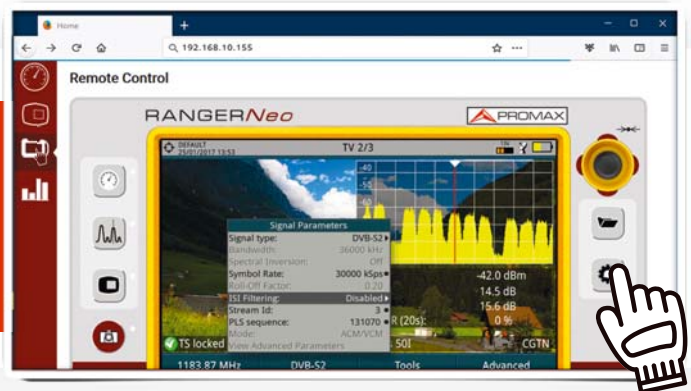 Home
192.168.10.155
Remote Control
RANGERNeo
PROMAX
DEFAULT
25/01/2017 13:53
TV 2/3
-40
-50
-60
Signal Parameters
Signal type: DVB-S2
Bandwidth: 36000 kHz
Spectral Inversion: Off
Symbol Rate: 30000 kSps
Roll-Off Factor: 0.20
ISI Filtering: Disabled
Stream Id: 3
PLS sequence: 131070
Mode: ACM/VCM
View Advanced Parameters
-42.0 dBm
14.5 dB
15.6 dB
R (20s): 0 %
TS locked
CGTN
1183.87 MHz
DVB-S2
Tools
Advanced